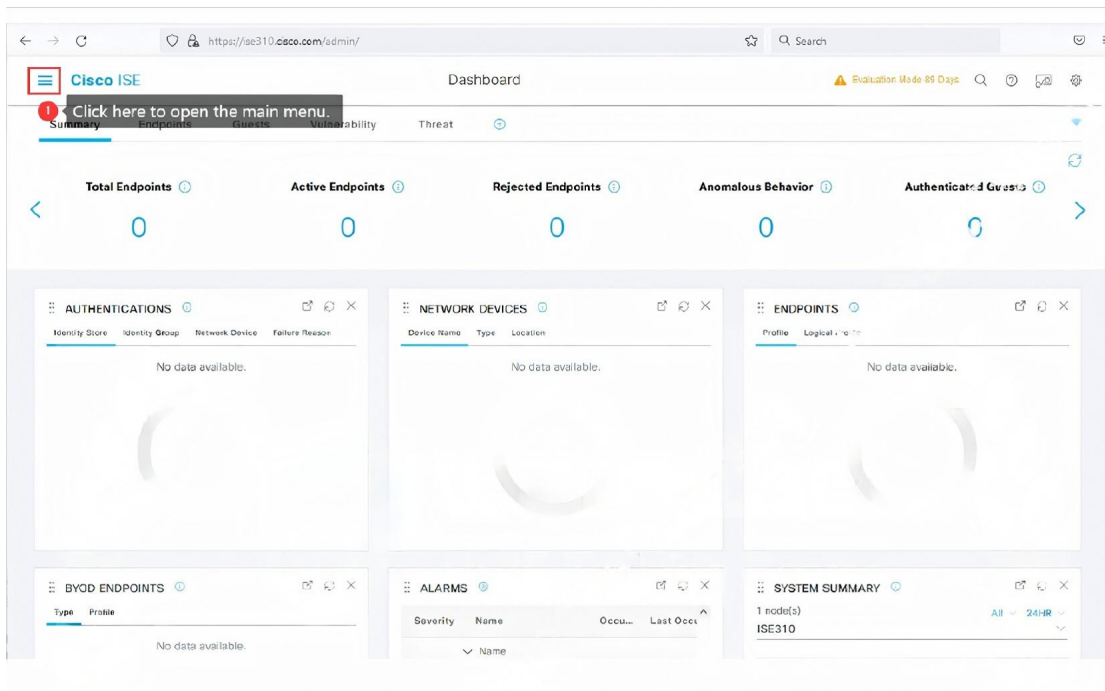 https://ise310.cisco.com/admin/
Search
Cisco ISE
Dashboard
Evaluation Mode 89 Days
1 Click here to open the main menu.
Summary Endpoints Guests Vulnerability Threat
Total Endpoints Active Endpoints Rejected Endpoints Anomalous Behavior Authenticated Guests
0 0 0 0 0
AUTHENTICATIONS NETWORK DEVICES ENDPOINTS
Identity Store Identity Group Network Device Failure Reason Device Name Type Location Profile Logical
No data available. No data available. No data available.
BYOD ENDPOINTS ALARMS SYSTEM SUMMARY
Type Profile
Severity Name Occu... Last Occu
1 node(s) All 24HR
ISE310
No data available.
Name